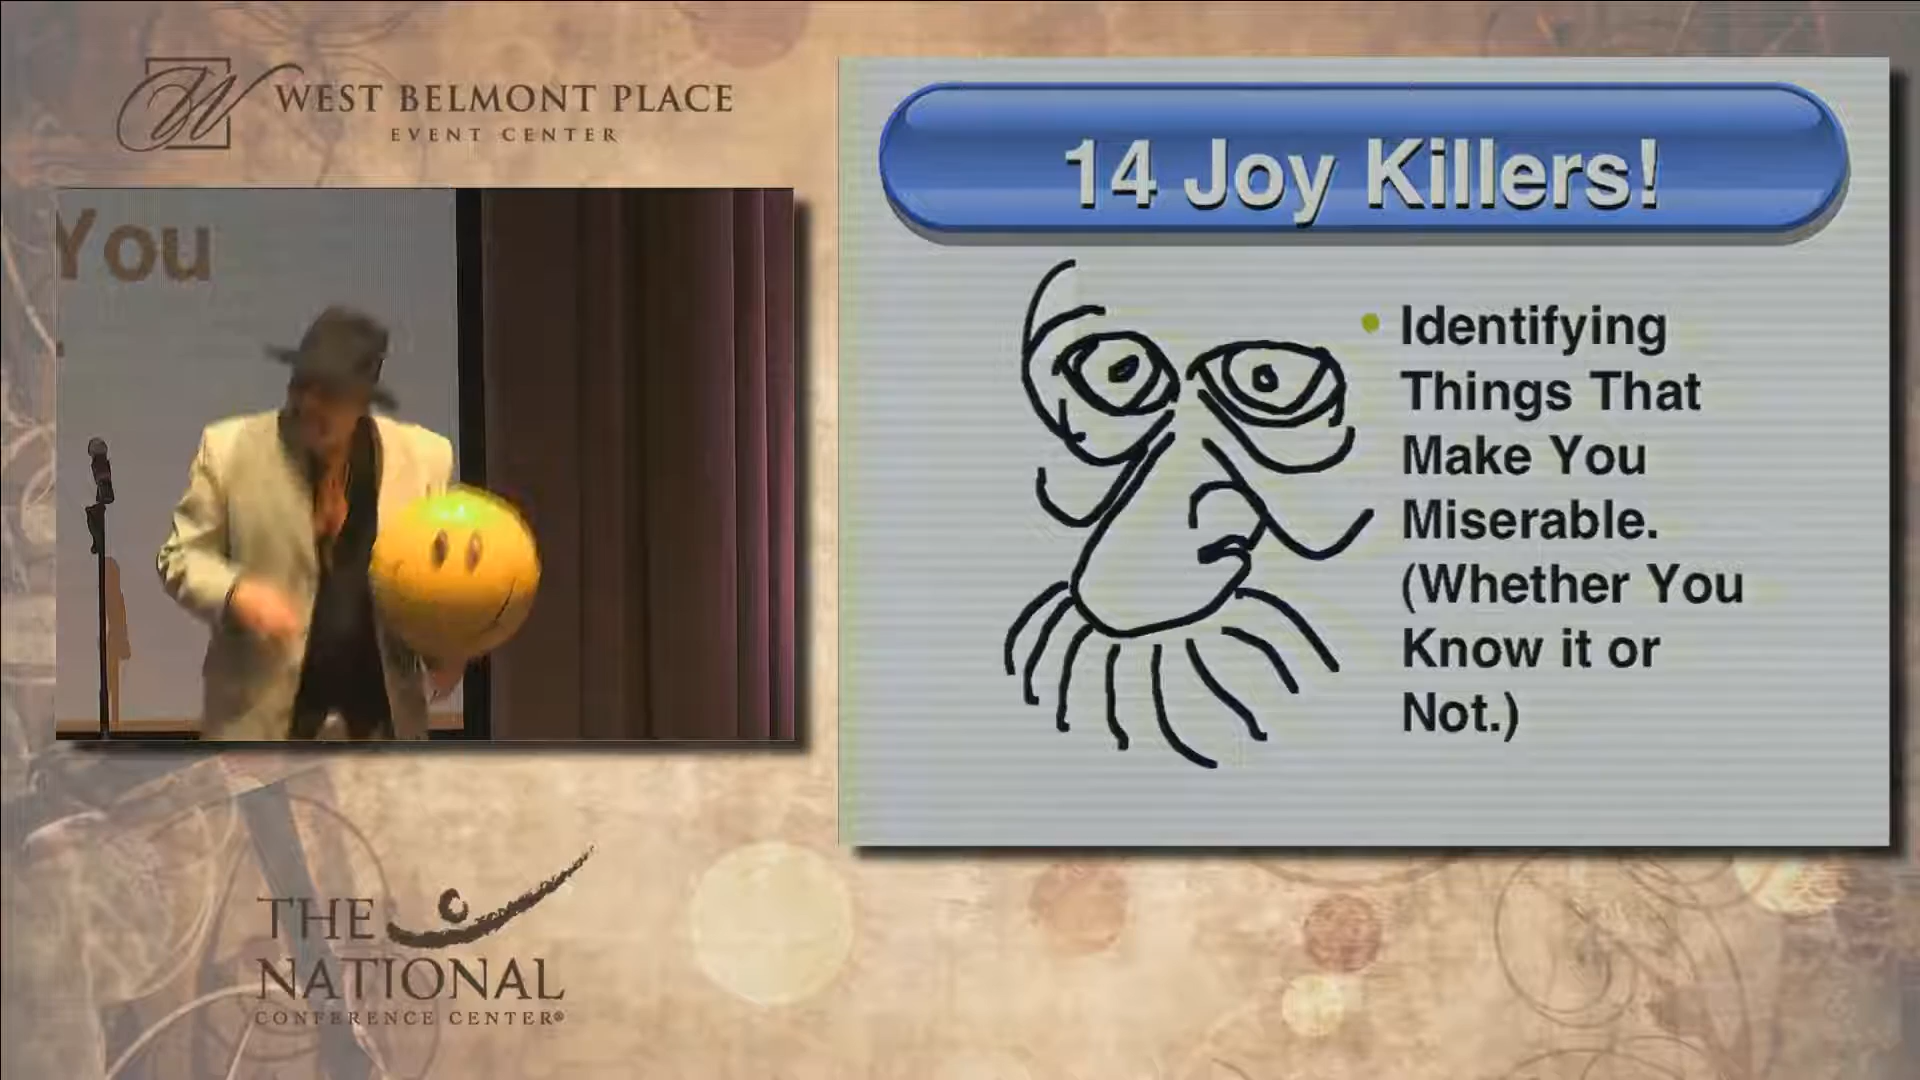 WEST BELMONT PLACE
EVENT CENTER
You
14 Joy Killers!
Identifying
Things That
Make You
Miserable.
(Whether You
Know it or
Not.)
THE
NATIONAL
CONFERENCE CENTER®